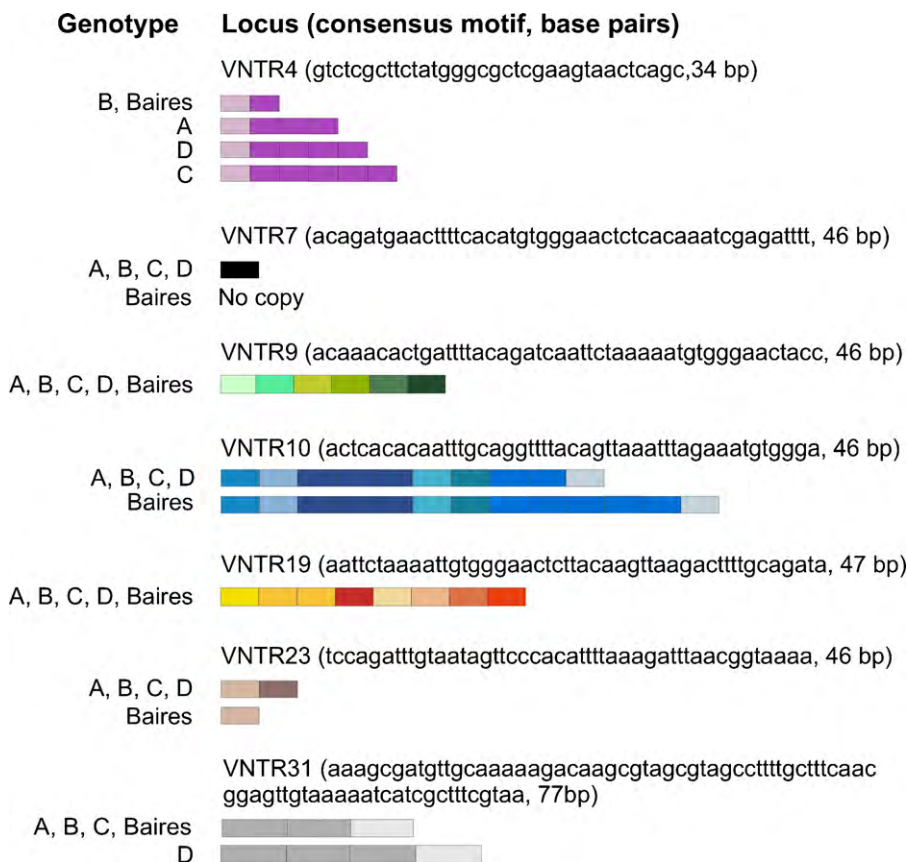 Genotype Locus (consensus motif, base pairs)
VNTR4 (gtctcgcttctatgggcgctcgaagtaactcagc,34 bp)
B, Baires
A
D
C
VNTR7 (acagatgaacttttcacatgtgggaactctcacaaatcgagatttt, 46 bp)
A, B, C, D
Baires No copy
VNTR9 (acaaacactgattttacagatcaattctaaaaatgtgggaactacc, 46 bp)
A, B, C, D, Baires
VNTR10 (actcacacaatttgcaggttttacagttaaatttagaaatgtggga, 46 bp)
A, B, C, D
Baires
VNTR19 (aattctaaaattgtgggaactcttacaagttaagacttttgcagata, 47 bp)
A, B, C, D, Baires
VNTR23 (tccagatttgtaatagttcccacattttaaagatttaacggtaaaa, 46 bp)
A, B, C, D
Baires
VNTR31 (aaagcgatgttgcaaaaagacaagcgtagcgtagccttttgctttcaac
ggagttgtaaaaatcatcgctttcgtaa, 77bp)
A, B, C, Baires
D